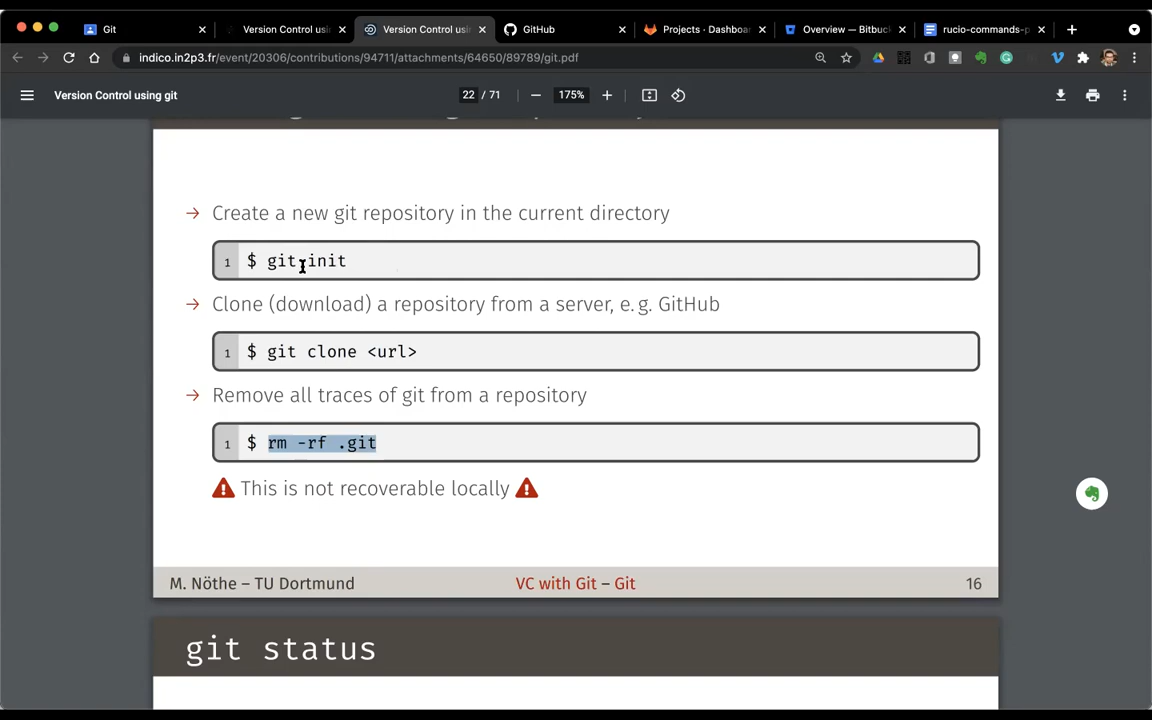 Git
Version Control usin
Version Control usin
GitHub
Projects · Dashboar
Overview — Bitbuck
rucio-commands-p
indico.in2p3.fr/event/20306/contributions/94711/attachments/64650/89789/git.pdf
Version Control using git
22 / 71
175%
→ Create a new git repository in the current directory
1 $ git init
→ Clone (download) a repository from a server, e. g. GitHub
1 $ git clone <url>
→ Remove all traces of git from a repository
1 $ rm -rf .git
This is not recoverable locally
M. Nöthe – TU Dortmund
VC with Git – Git
16
git status